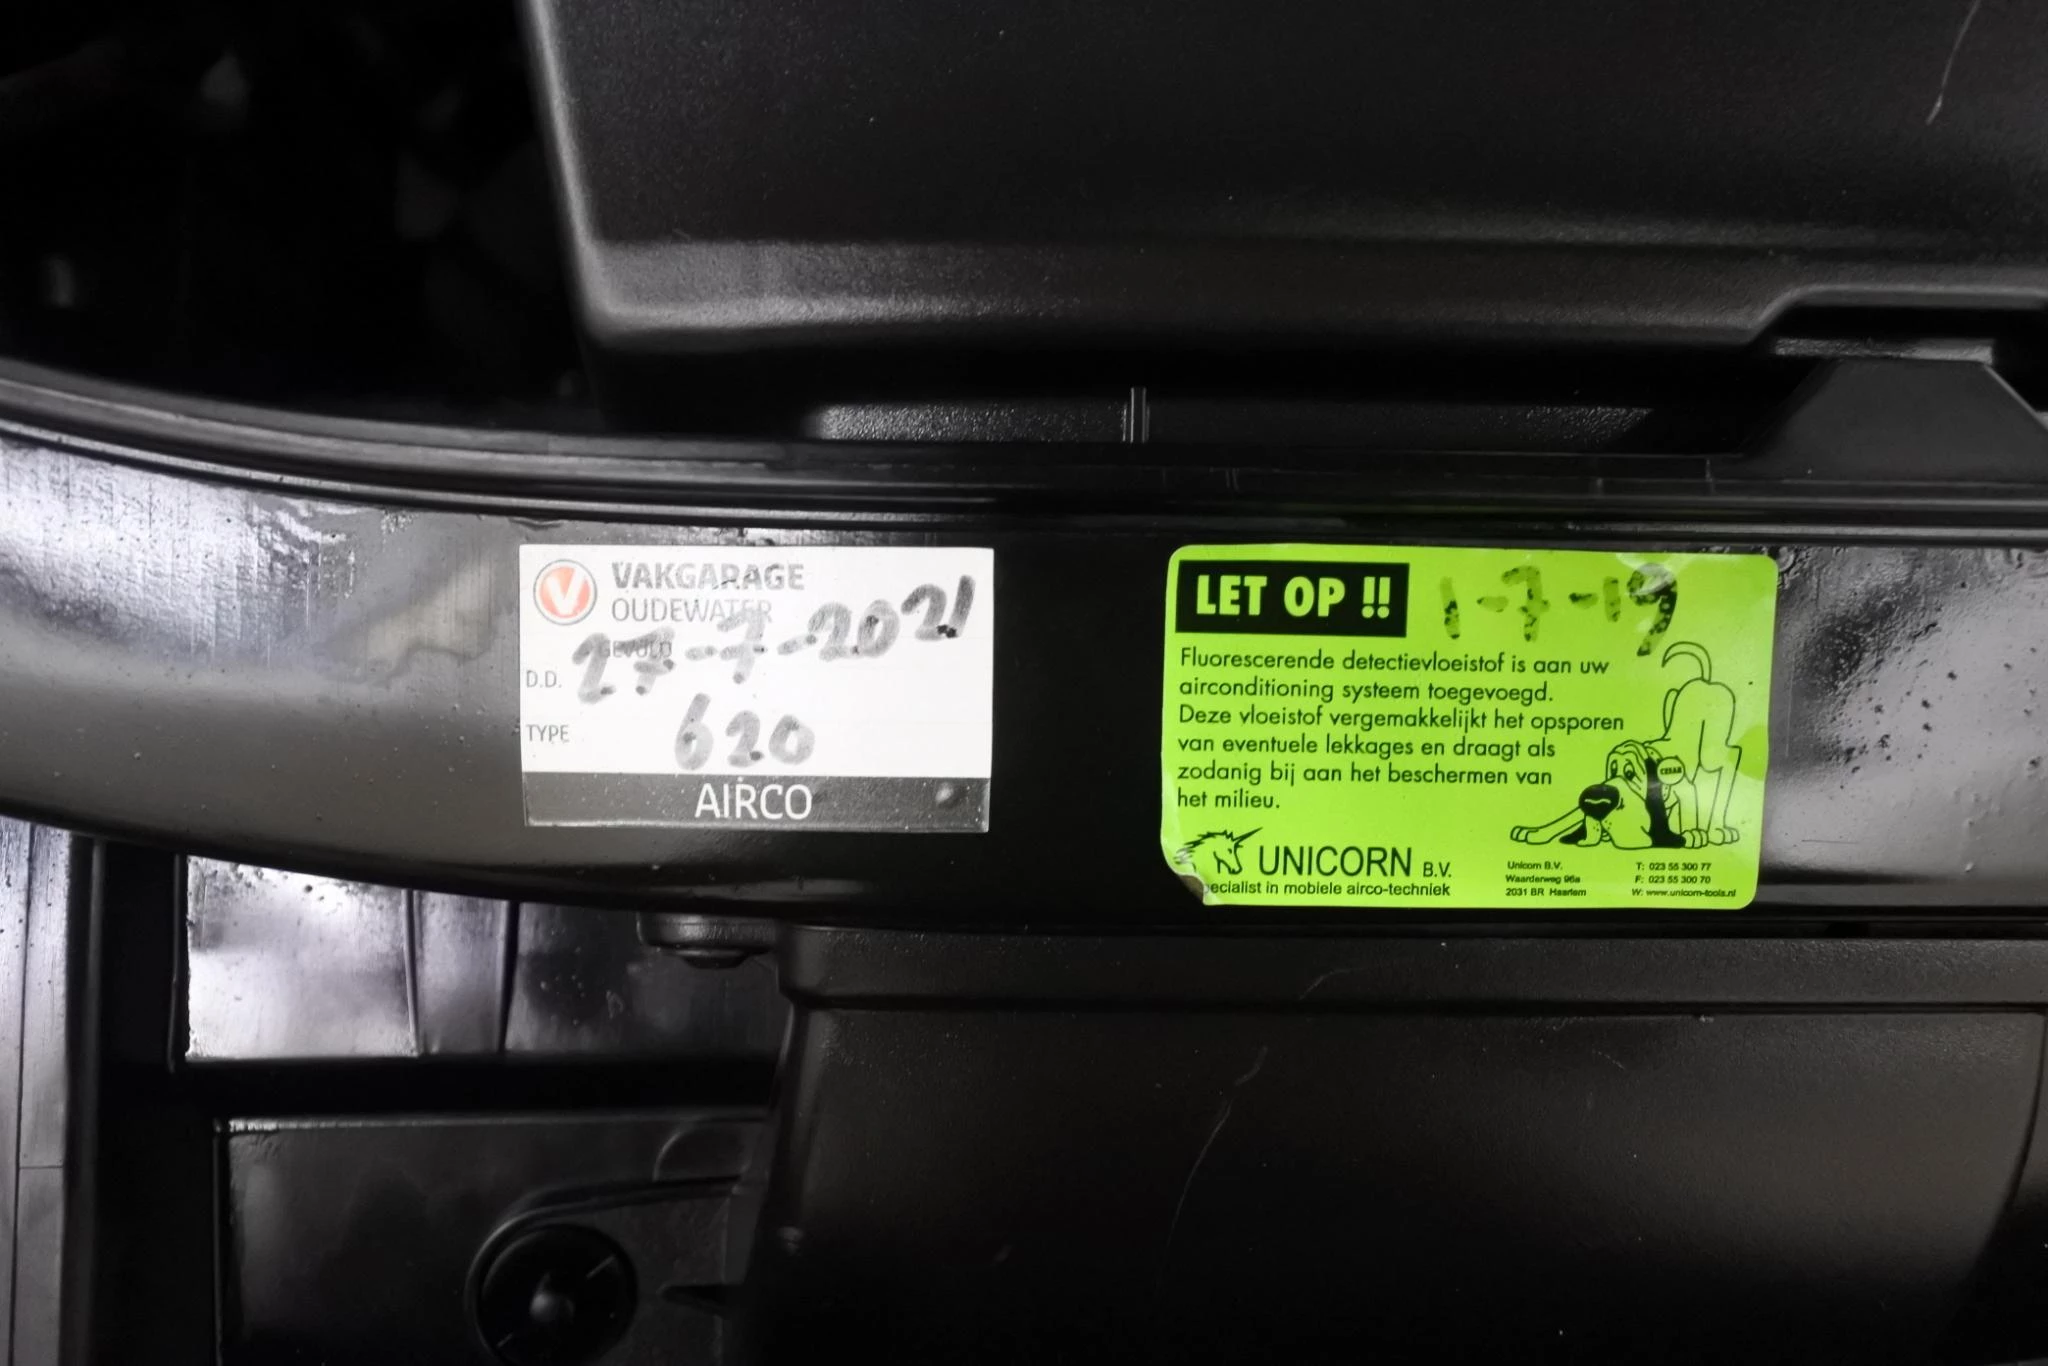 VAKGARAGE
OUDEWATER
GEVULD
D.D. 27-7-2021
TYPE 620
AIRCO
LET OP !! 1-7-19
Fluorescerende detectievloeistof is aan uw
airconditioning systeem toegevoegd.
Deze vloeistof vergemakkelijkt het opsporen
van eventuele lekkages en draagt als
zodanig bij aan het beschermen van
het milieu.
CESAR
UNICORN B.V.
pecialist in mobiele airco-techniek
Unicorn B.V.
Waarderweg 96a
2031 BR Haarlem
T: 023 55 300 77
F: 023 55 300 70
W: www.unicorn-tools.nl